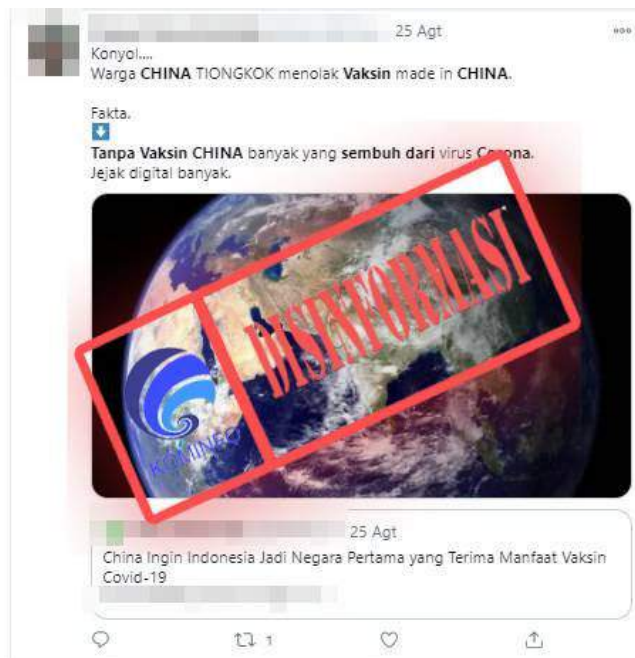 25 Agt
Konyol....
Warga CHINA TIONGKOK menolak Vaksin made in CHINA.
Fakta.
Tanpa Vaksin CHINA banyak yang sembuh dari virus Corona.
Jejak digital banyak.
DISINFORMASI
KOMINFO
25 Agt
China Ingin Indonesia Jadi Negara Pertama yang Terima Manfaat Vaksin
Covid-19
1